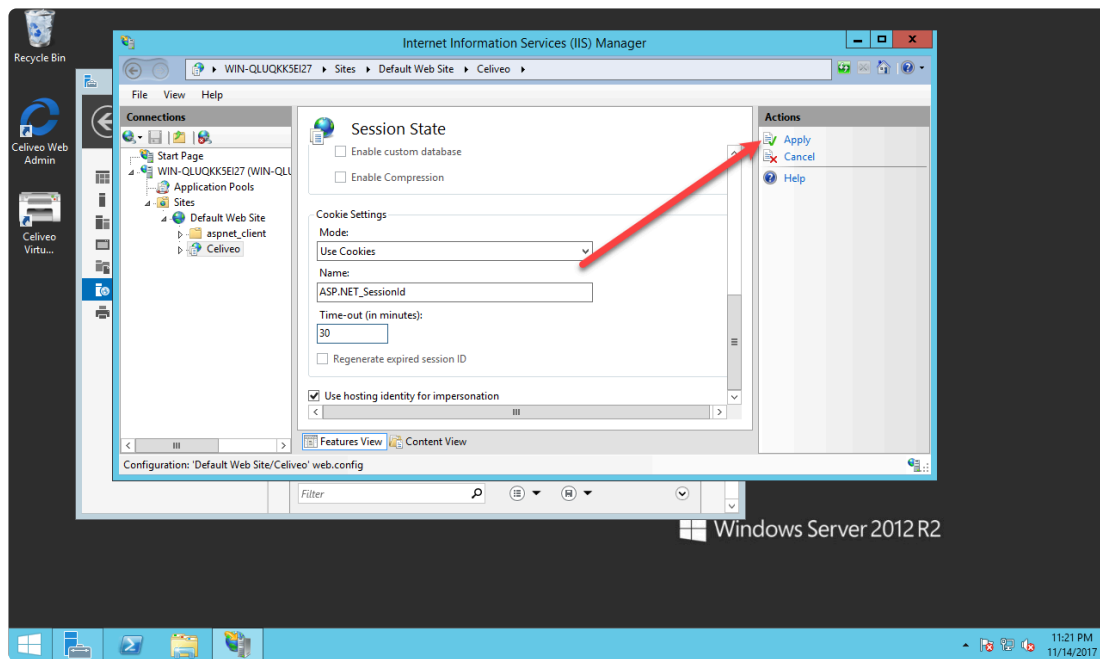 Recycle Bin
Celiveo Web
Admin
Celiveo
Virtu...
Internet Information Services (IIS) Manager
WIN-QLUQKK5EI27 Sites Default Web Site Celiveo
File View Help
Connections
Start Page
WIN-QLUQKK5EI27 (WIN-QLU
Application Pools
Sites
Default Web Site
aspnet_client
Celiveo
Session State
Enable custom database
Enable Compression
Cookie Settings
Mode:
Use Cookies
Name:
ASP.NET_SessionId
Time-out (in minutes):
30
Regenerate expired session ID
Use hosting identity for impersonation
Features View Content View
Actions
Apply
Cancel
Help
Configuration: 'Default Web Site/Celiveo' web.config
Filter
Windows Server 2012 R2
11:21 PM
11/14/2017